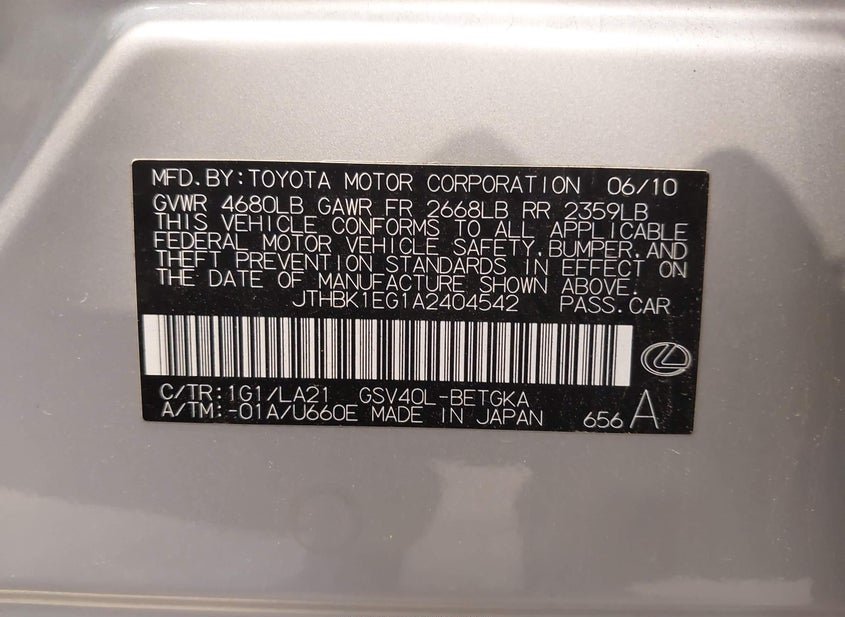 MFD.BY:TOYOTA MOTOR CORPORATION 06/10
GVWR 4680LB GAWR FR 2668LB RR 2359LB
THIS VEHICLE CONFORMS TO ALL APPLICABLE
FEDERAL MOTOR VEHICLE SAFETY,BUMPER,AND
THEFT PREVENTION STANDARDS IN EFFECT ON
THE DATE OF MANUFACTURE SHOWN ABOVE.
JTHBK1EG1A2404542 PASS.CAR
C/TR:1G1/LA21 GSV40L-BETGKA
A/TM:-01A/U660E MADE IN JAPAN 656 A